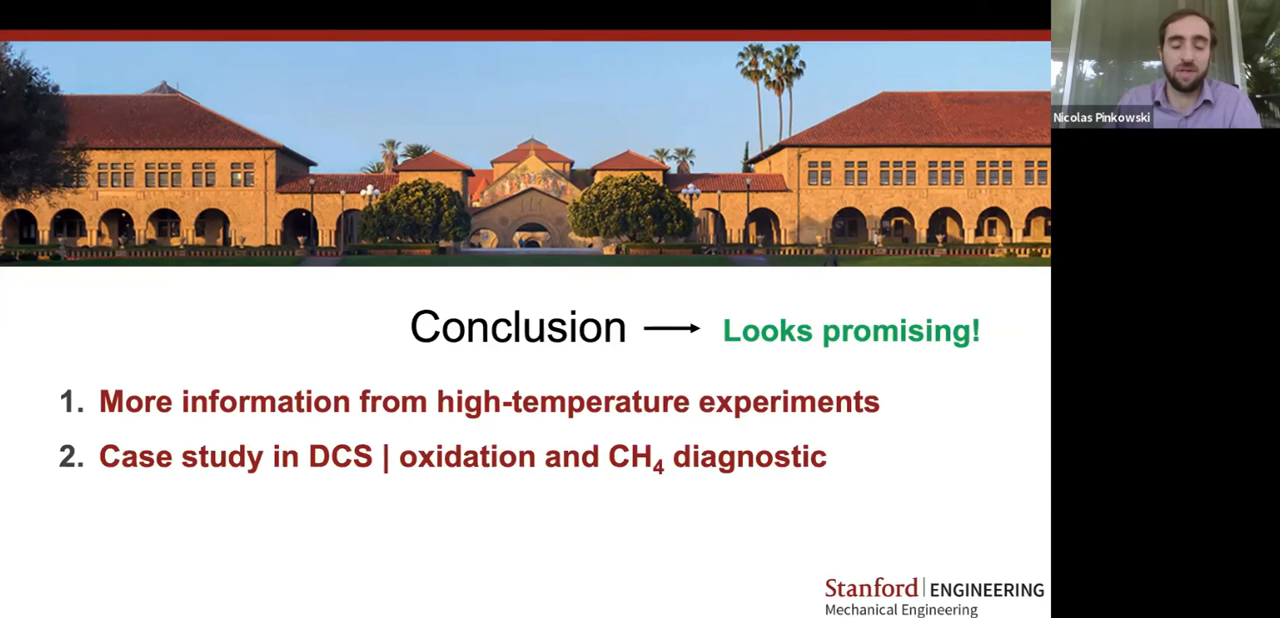 Nicolas Pinkowski
Conclusion → Looks promising!
1. More information from high-temperature experiments
2. Case study in DCS | oxidation and CH₄ diagnostic
Stanford | ENGINEERING
Mechanical Engineering